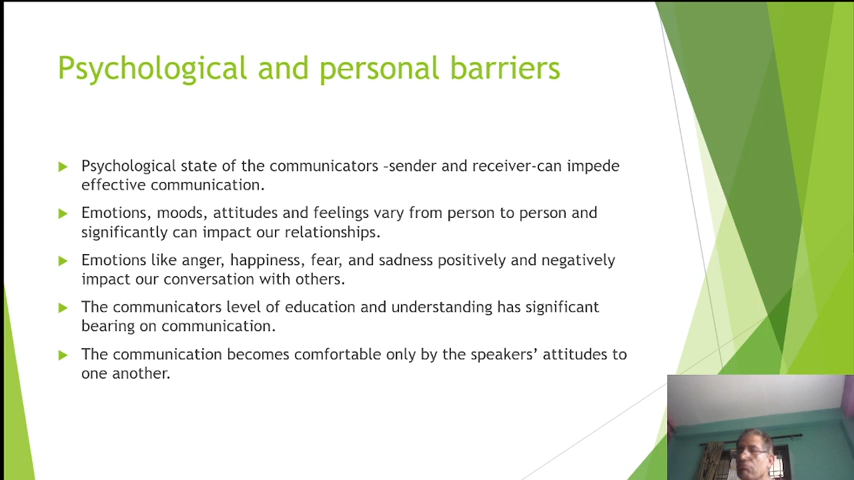 Psychological and personal barriers
Psychological state of the communicators -sender and receiver-can impede
effective communication.
Emotions, moods, attitudes and feelings vary from person to person and
significantly can impact our relationships.
Emotions like anger, happiness, fear, and sadness positively and negatively
impact our conversation with others.
The communicators level of education and understanding has significant
bearing on communication.
The communication becomes comfortable only by the speakers’ attitudes to
one another.